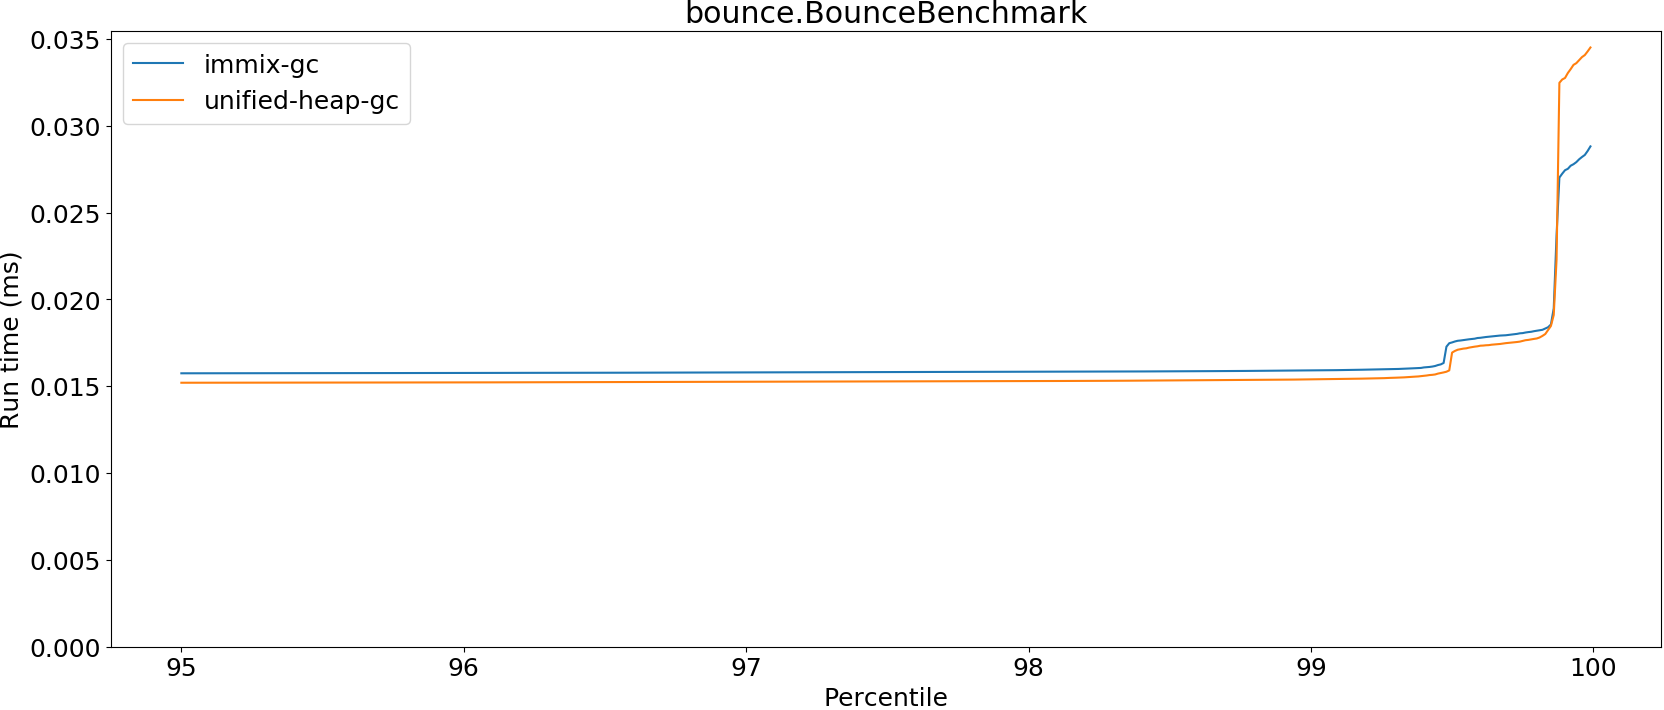 bounce.BounceBenchmark
immix-gc
unified-heap-gc
Run time (ms)
0.035
0.030
0.025
0.020
0.015
0.010
0.005
0.000
95 96 97 98 99 100
Percentile